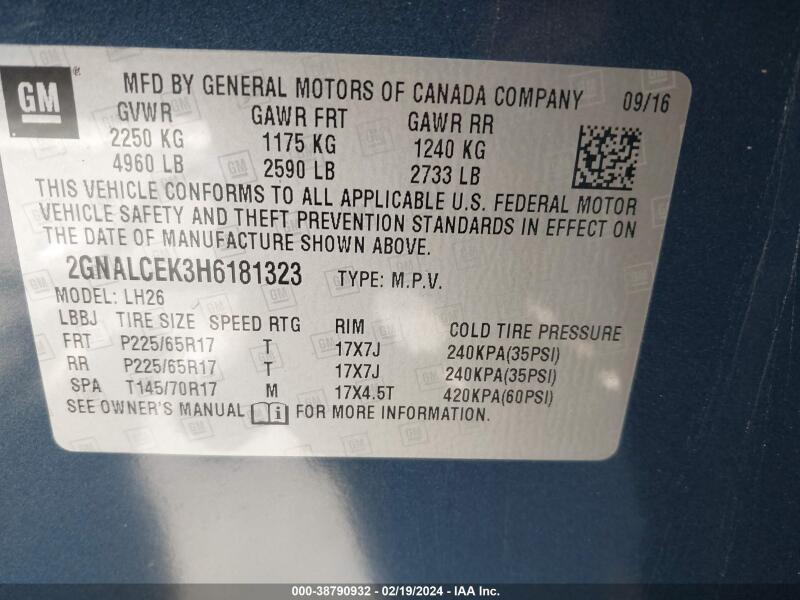 GM ® MFD BY GENERAL MOTORS OF CANADA COMPANY 09/16
GVWR GAWR FRT GAWR RR
2250 KG 1175 KG 1240 KG
4960 LB 2590 LB 2733 LB
THIS VEHICLE CONFORMS TO ALL APPLICABLE U.S. FEDERAL MOTOR
VEHICLE SAFETY AND THEFT PREVENTION STANDARDS IN EFFECT ON
THE DATE OF MANUFACTURE SHOWN ABOVE.
2GNALCEK3H6181323 TYPE: M.P.V.
MODEL: LH26
LBBJ TIRE SIZE SPEED RTG RIM COLD TIRE PRESSURE
FRT P225/65R17 T 17X7J 240KPA(35PSI)
RR P225/65R17 T 17X7J 240KPA(35PSI)
SPA T145/70R17 M 17X4.5T 420KPA(60PSI)
SEE OWNER'S MANUAL FOR MORE INFORMATION.
000-38790932 - 02/19/2024 - IAA Inc.